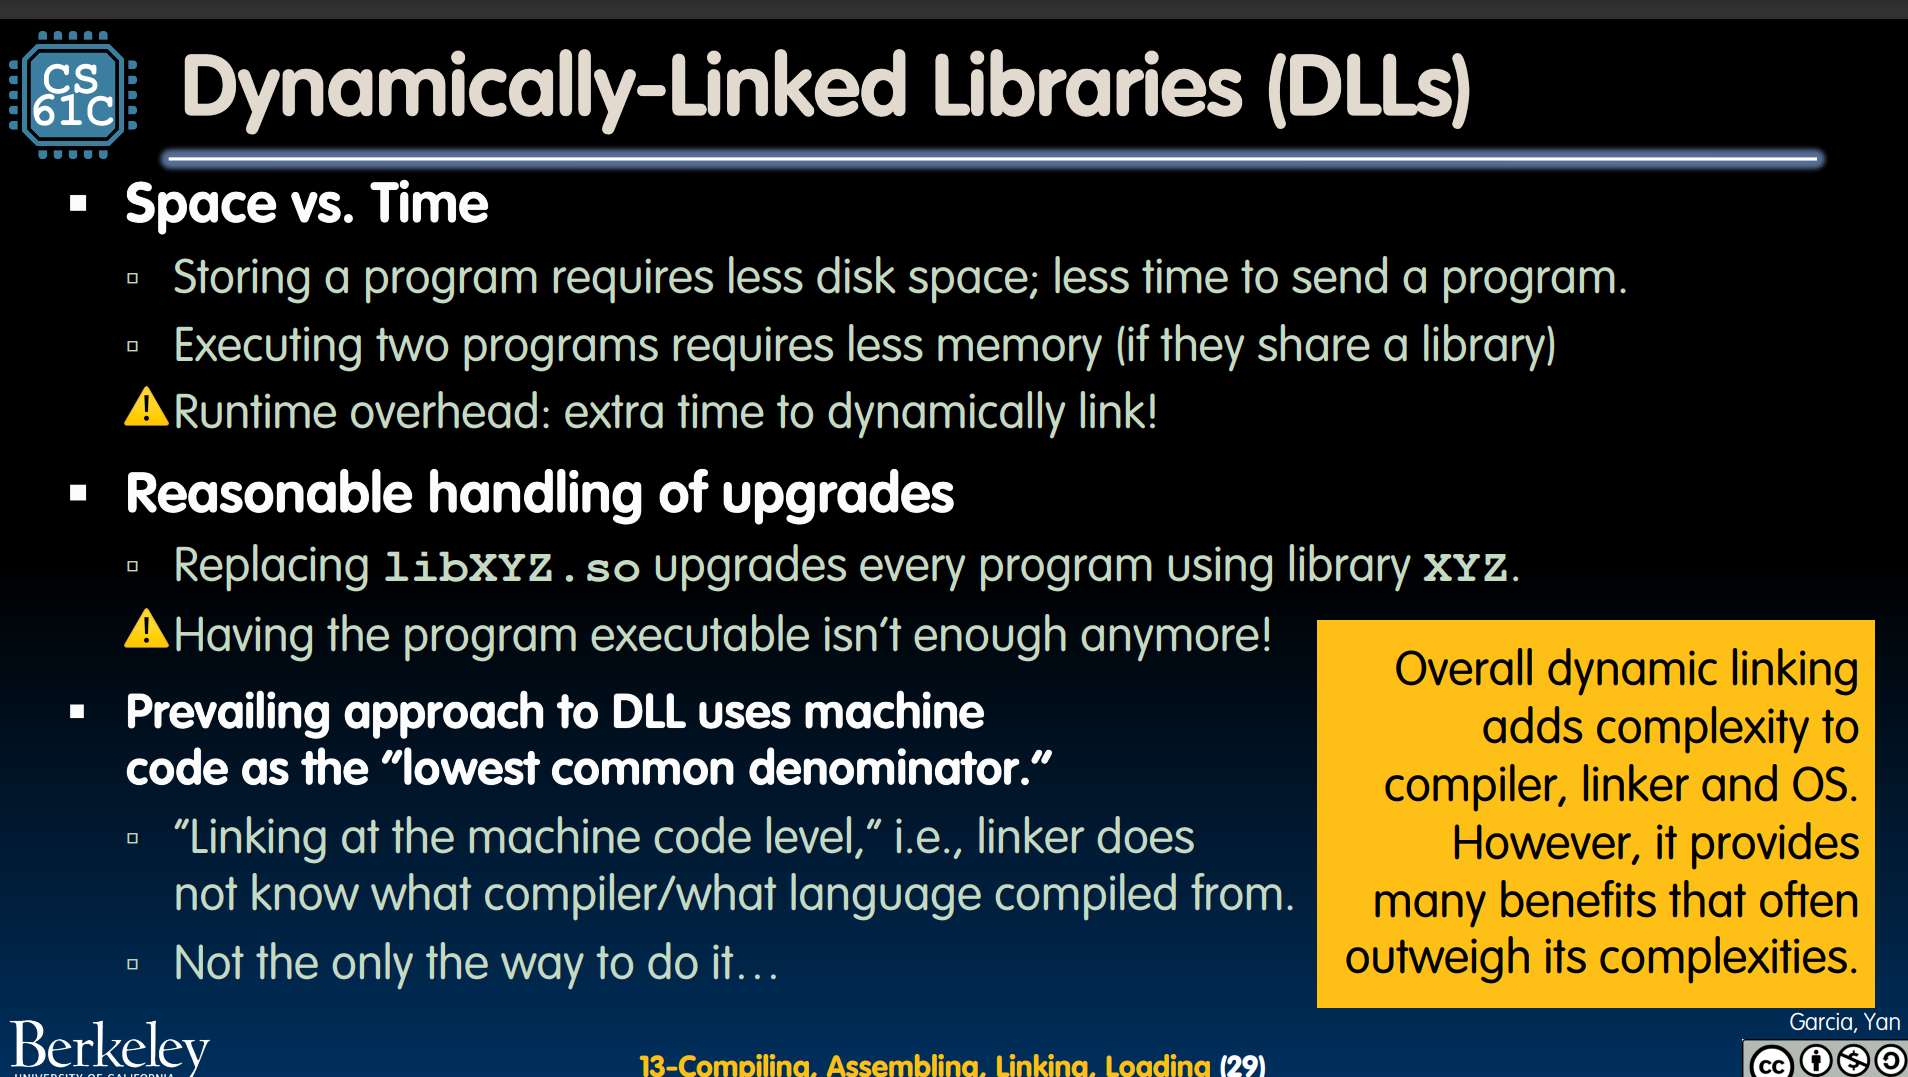 CS
61C
Dynamically-Linked Libraries (DLLs)
Space vs. Time
Storing a program requires less disk space; less time to send a program.
Executing two programs requires less memory (if they share a library)
Runtime overhead: extra time to dynamically link!
Reasonable handling of upgrades
Replacing libXYZ.so upgrades every program using library XYZ.
Having the program executable isn’t enough anymore!
Prevailing approach to DLL uses machine
code as the “lowest common denominator.”
“Linking at the machine code level,” i.e., linker does
not know what compiler/what language compiled from.
Not the only the way to do it…
Overall dynamic linking
adds complexity to
compiler, linker and OS.
However, it provides
many benefits that often
outweigh its complexities.
Berkeley
UNIVERSITY OF CALIFORNIA
13-Compiling, Assembling, Linking, Loading (29)
Garcia, Yan
cc